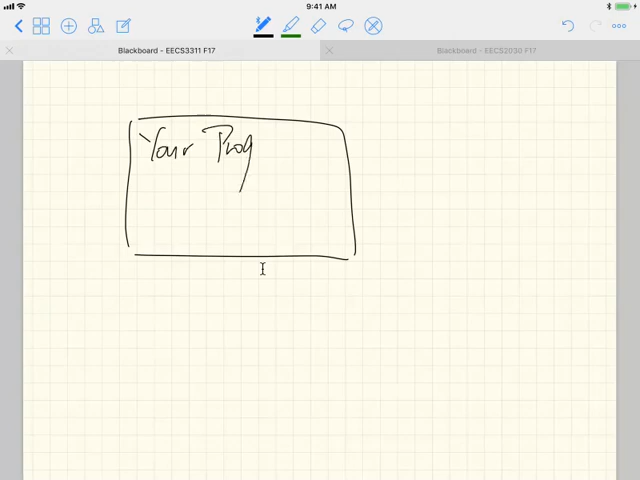 9:41 AM
Blackboard - EECS3311 F17
Blackboard - EECS2030 F17
Your Prog